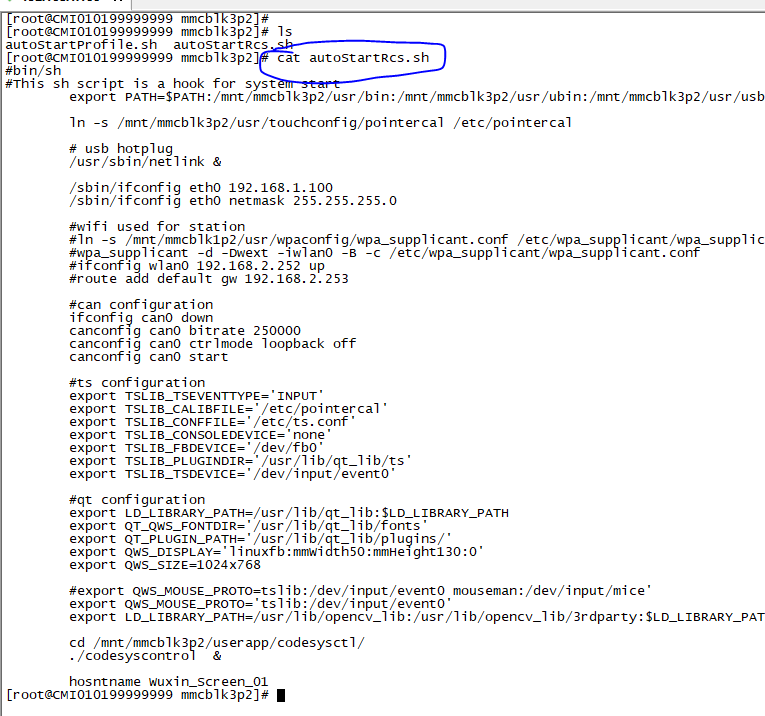 [root@CMI010199999999 mmcblk3p2]#
[root@CMI010199999999 mmcblk3p2]# ls
autoStartProfile.sh  autoStartRcs.sh
[root@CMI010199999999 mmcblk3p2]# cat autoStartRcs.sh
#bin/sh
#This sh script is a hook for system start
export PATH=$PATH:/mnt/mmcblk3p2/usr/bin:/mnt/mmcblk3p2/usr/ubin:/mnt/mmcblk3p2/usr/usb
ln -s /mnt/mmcblk3p2/usr/touchconfig/pointercal /etc/pointercal
# usb hotplug
/usr/sbin/netlink &
/sbin/ifconfig eth0 192.168.1.100
/sbin/ifconfig eth0 netmask 255.255.255.0
#wifi used for station
#ln -s /mnt/mmcblk1p2/usr/wpaconfig/wpa_supplicant.conf /etc/wpa_supplicant/wpa_supplic
#wpa_supplicant -d -Dwext -iwlan0 -B -c /etc/wpa_supplicant/wpa_supplicant.conf
#ifconfig wlan0 192.168.2.252 up
#route add default gw 192.168.2.253
#can configuration
ifconfig can0 down
canconfig can0 bitrate 250000
canconfig can0 ctrlmode loopback off
canconfig can0 start
#ts configuration
export TSLIB_TSEVENTTYPE='INPUT'
export TSLIB_CALIBFILE='/etc/pointercal'
export TSLIB_CONFFILE='/etc/ts.conf'
export TSLIB_CONSOLEDEVICE='none'
export TSLIB_FBDEVICE='/dev/fb0'
export TSLIB_PLUGINDIR='/usr/lib/qt_lib/ts'
export TSLIB_TSDEVICE='/dev/input/event0'
#qt configuration
export LD_LIBRARY_PATH=/usr/lib/qt_lib:$LD_LIBRARY_PATH
export QT_QWS_FONTDIR='/usr/lib/qt_lib/fonts'
export QT_PLUGIN_PATH='/usr/lib/qt_lib/plugins/'
export QWS_DISPLAY='linuxfb:mmWidth50:mmHeight130:0'
export QWS_SIZE=1024x768
#export QWS_MOUSE_PROTO=tslib:/dev/input/event0 mouseman:/dev/input/mice'
export QWS_MOUSE_PROTO='tslib:/dev/input/event0'
export LD_LIBRARY_PATH=/usr/lib/opencv_lib:/usr/lib/opencv_lib/3rdparty:$LD_LIBRARY_PAT
cd /mnt/mmcblk3p2/userapp/codesysctl/
./codesyscontrol  &
hosntname Wuxin_Screen_01
[root@CMI010199999999 mmcblk3p2]#